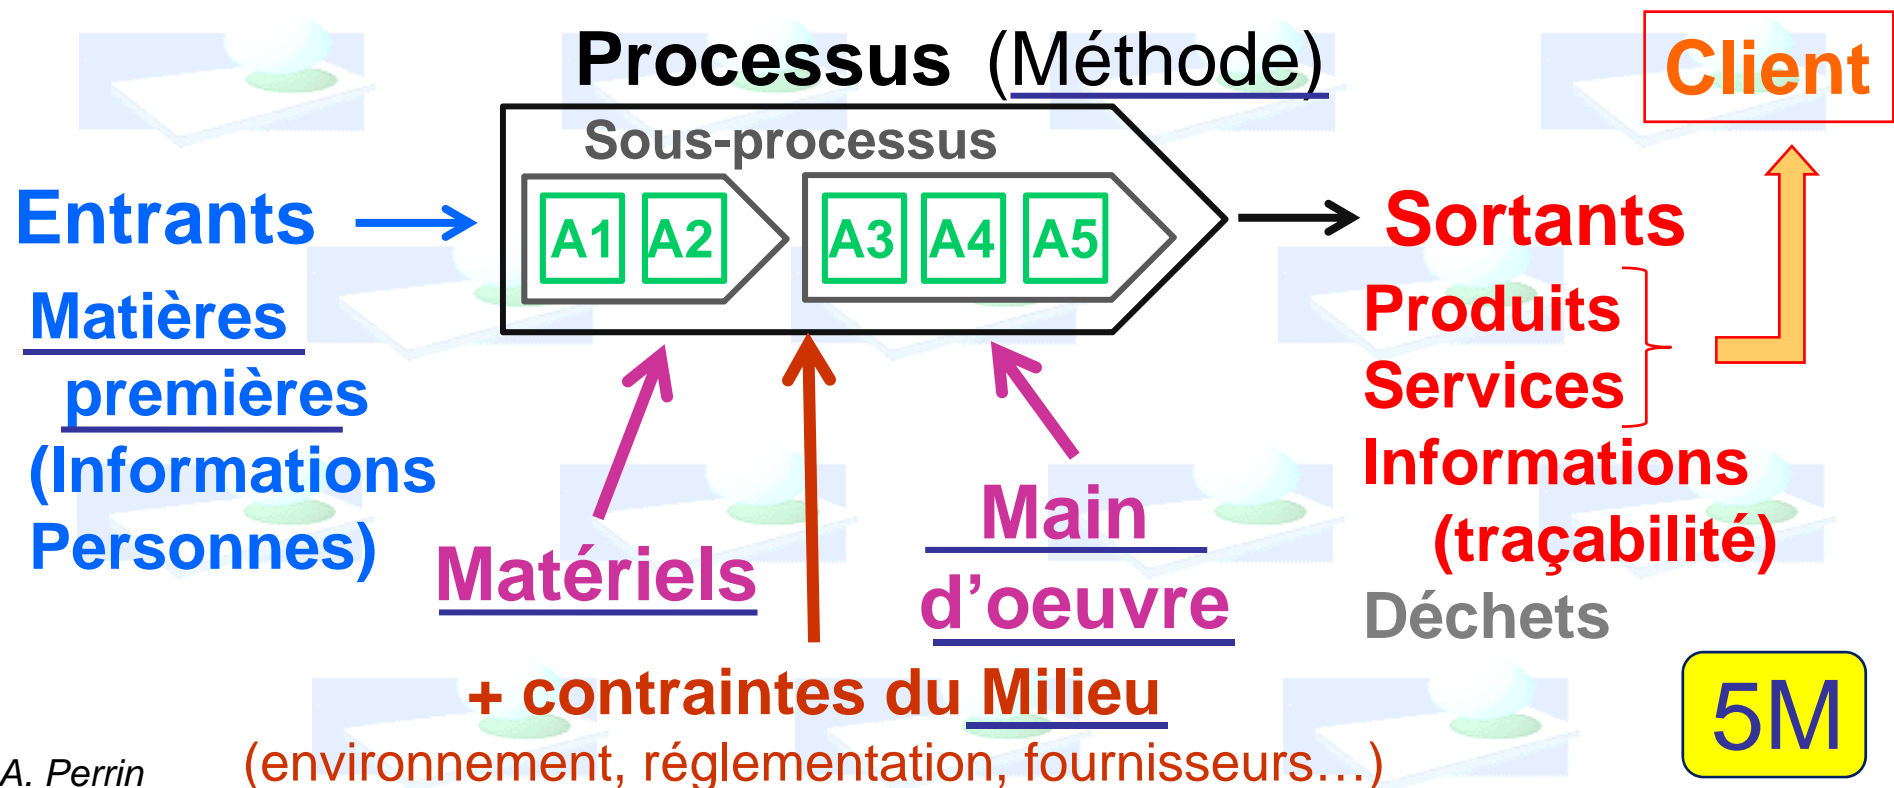 Processus (Méthode)
Client
Sous-processus
Entrants
A1 A2 A3 A4 A5
Sortants
Matières
premières
(Informations
Personnes)
Produits
Services
Informations
(traçabilité)
Déchets
Matériels
Main
d’oeuvre
+ contraintes du Milieu
(environnement, réglementation, fournisseurs…)
5M
A. Perrin